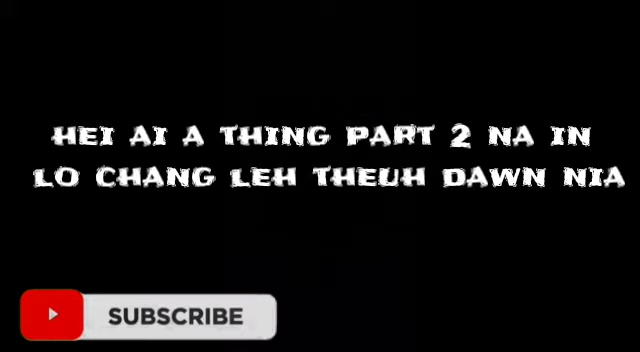 HEI AI A THING PART 2 NA IN
LO CHANG LEH THEUH DAWN NIA
SUBSCRIBE